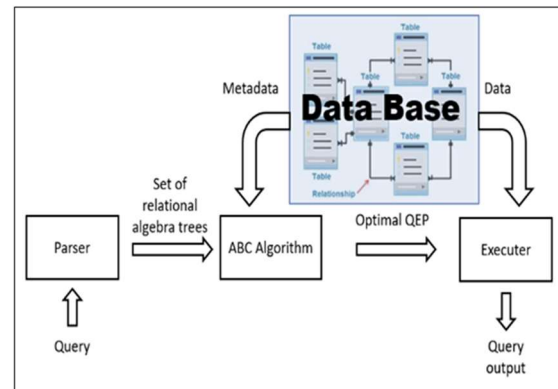 Table
Table
Table
Metadata
Data Base
Data
Table
Table
Table
Relationship
Set of
relational
algebra trees
Optimal QEP
Parser
ABC Algorithm
Executer
Query
Query
output